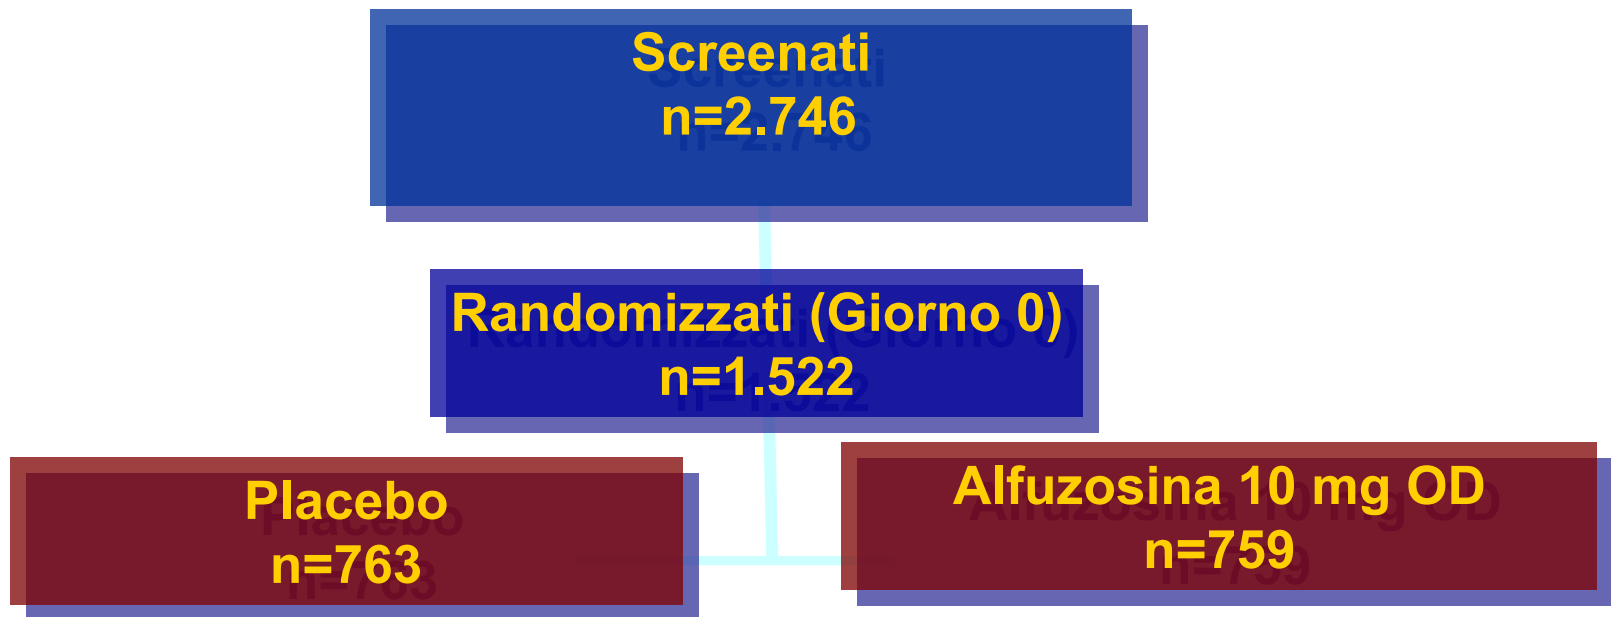 Screenati
n=2.746
Randomizzati (Giorno 0)
n=1.522
Placebo
n=763
Alfuzosina 10 mg OD
n=759